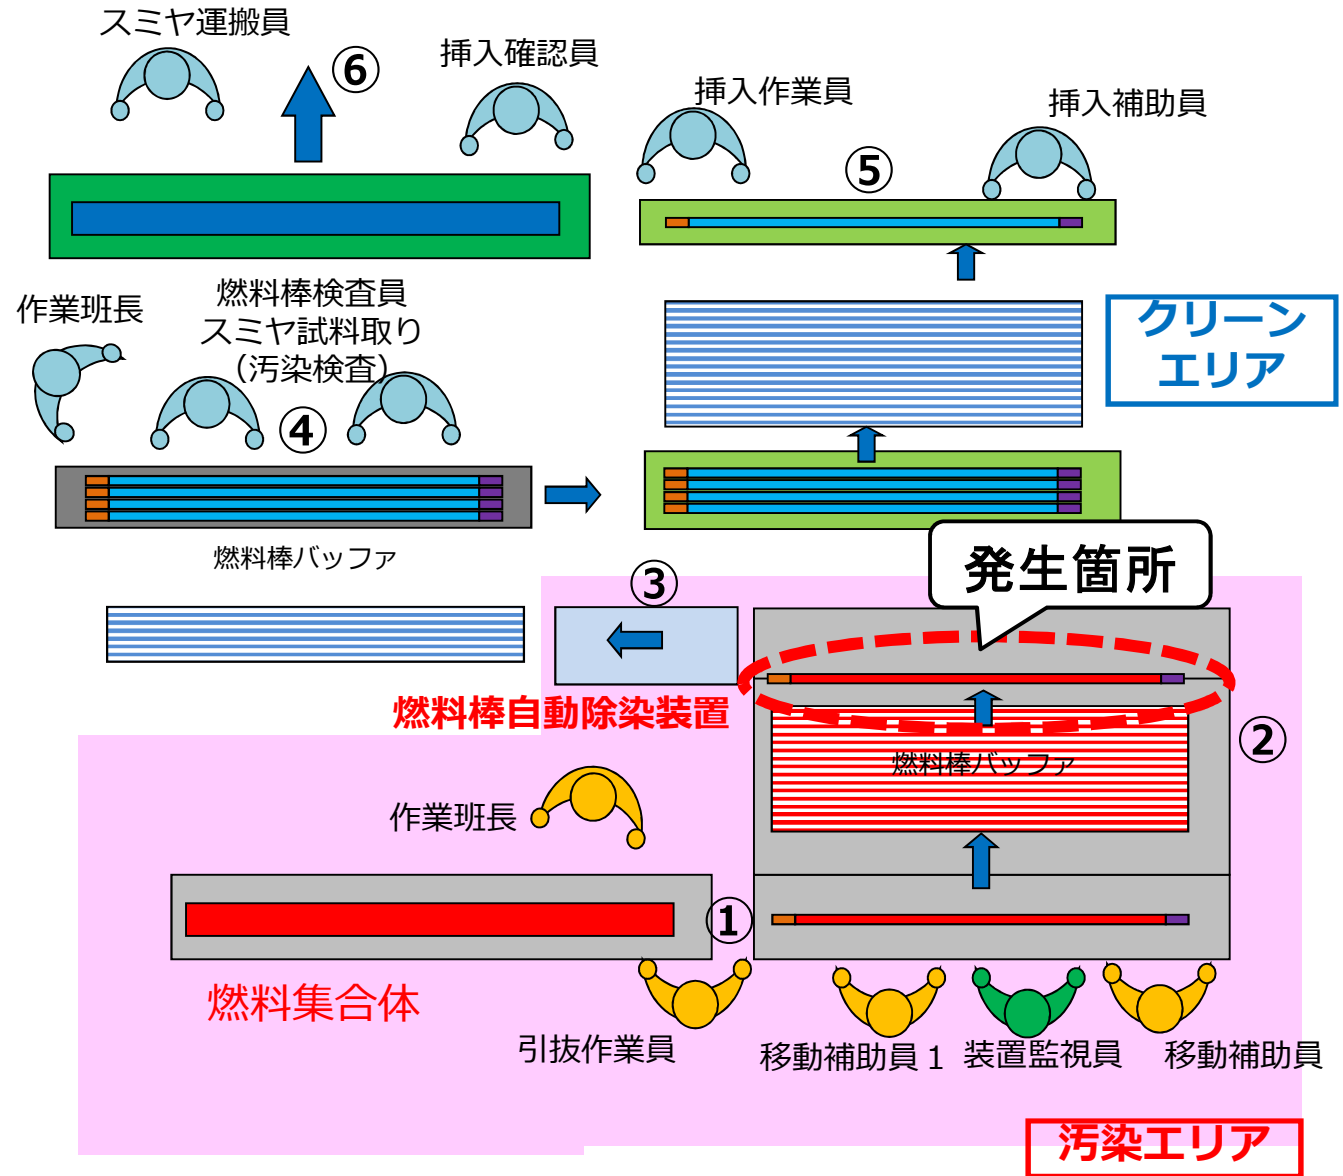 スミヤ運搬員
⑥
挿入確認員
挿入作業員
挿入補助員
⑤
作業班長
燃料棒検査員
スミヤ試料取り
（汚染検査）
④
クリーン
エリア
燃料棒バッファ
発生箇所
③
燃料棒自動除染装置
②
燃料棒バッファ
作業班長
①
燃料集合体
引抜作業員
移動補助員１
装置監視員
移動補助員
汚染エリア